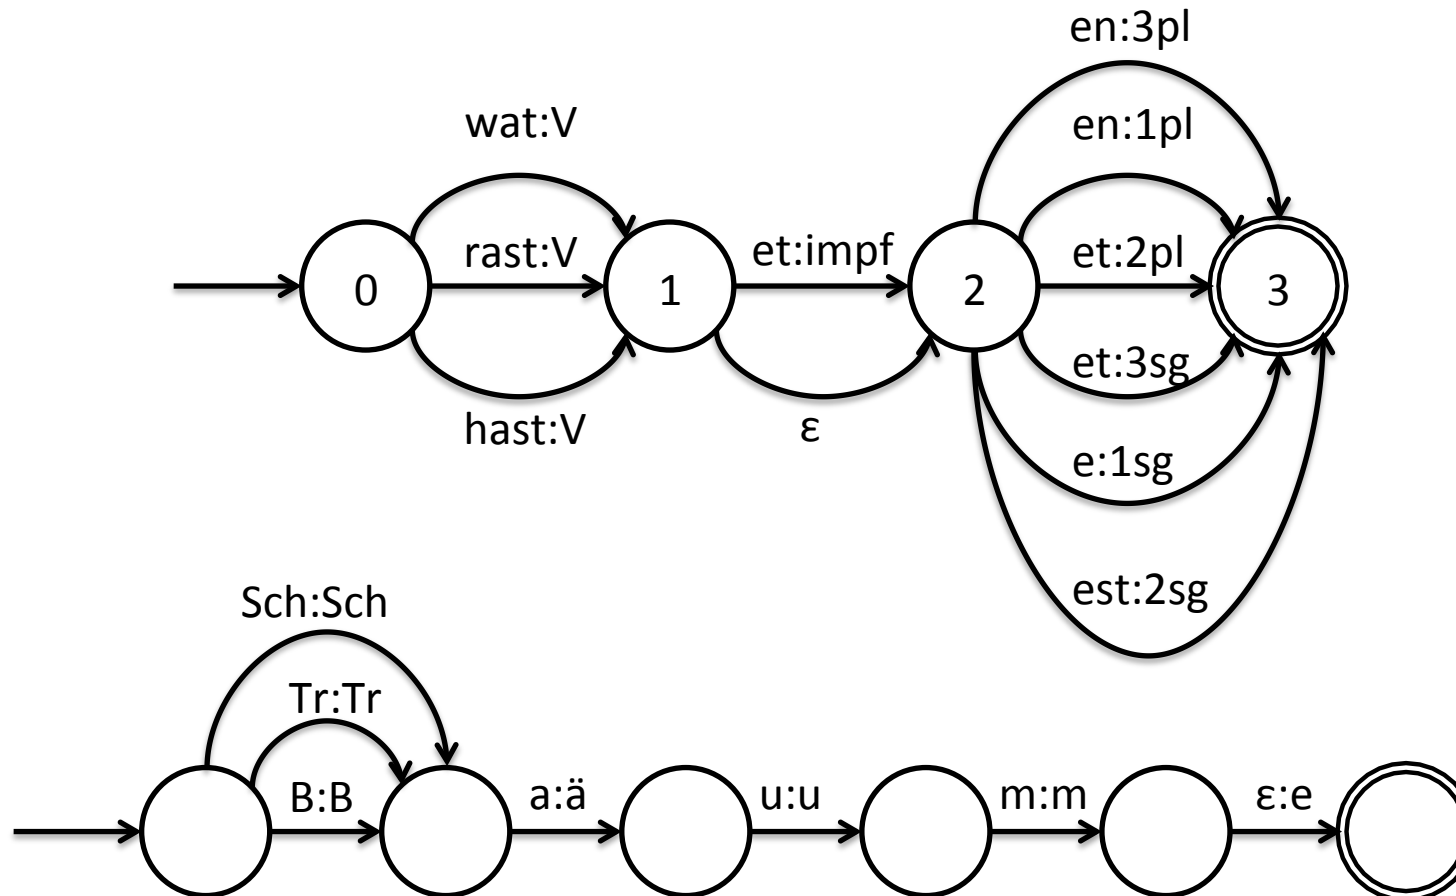 en:3pl
wat:V
en:1pl
0
rast:V
1
et:impf
2
et:2pl
3
et:3sg
hast:V
ε
e:1sg
est:2sg
Sch:Sch
Tr:Tr
B:B
a:ä
u:u
m:m
ε:e